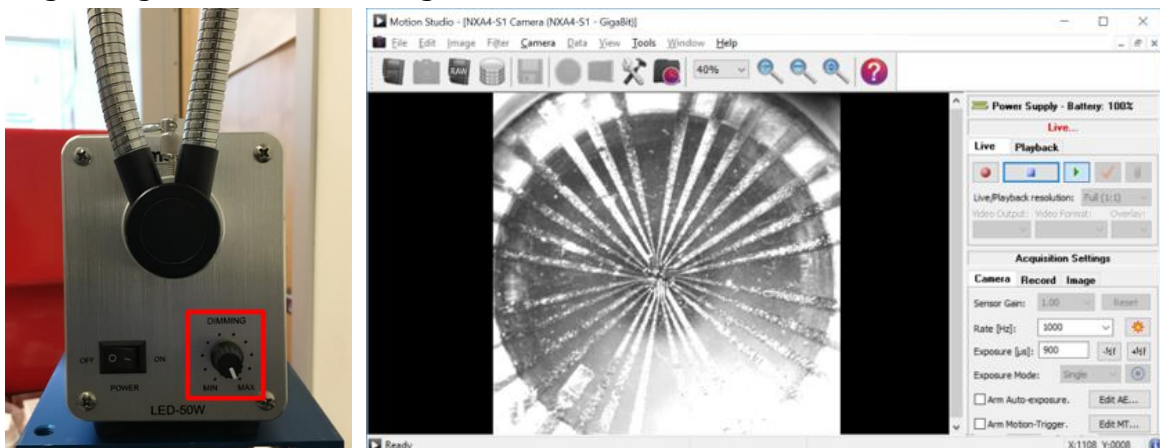 DIMMING
OFF
ON
POWER
MIN
MAX
LED-50W
Motion Studio - [NXA4-S1 Camera (NXA4-S1 - GigaBit)]
File Edit Image Filter Camera Data View Tools Window Help
RAW
40%
Power Supply - Battery: 100%
Live...
Live Playback
Live/Playback resolution: Full (1:1)
Video Output: Video Format: Overlay:
Acquisition Settings
Camera Record Image
Sensor Gain: 1.00 Reset
Rate [Hz]: 1000
Exposure [µs]: 900
Exposure Mode: Single
Arm Auto-exposure. Edit AE...
Arm Motion-Trigger. Edit MT...
Ready
X:1108 Y:0008